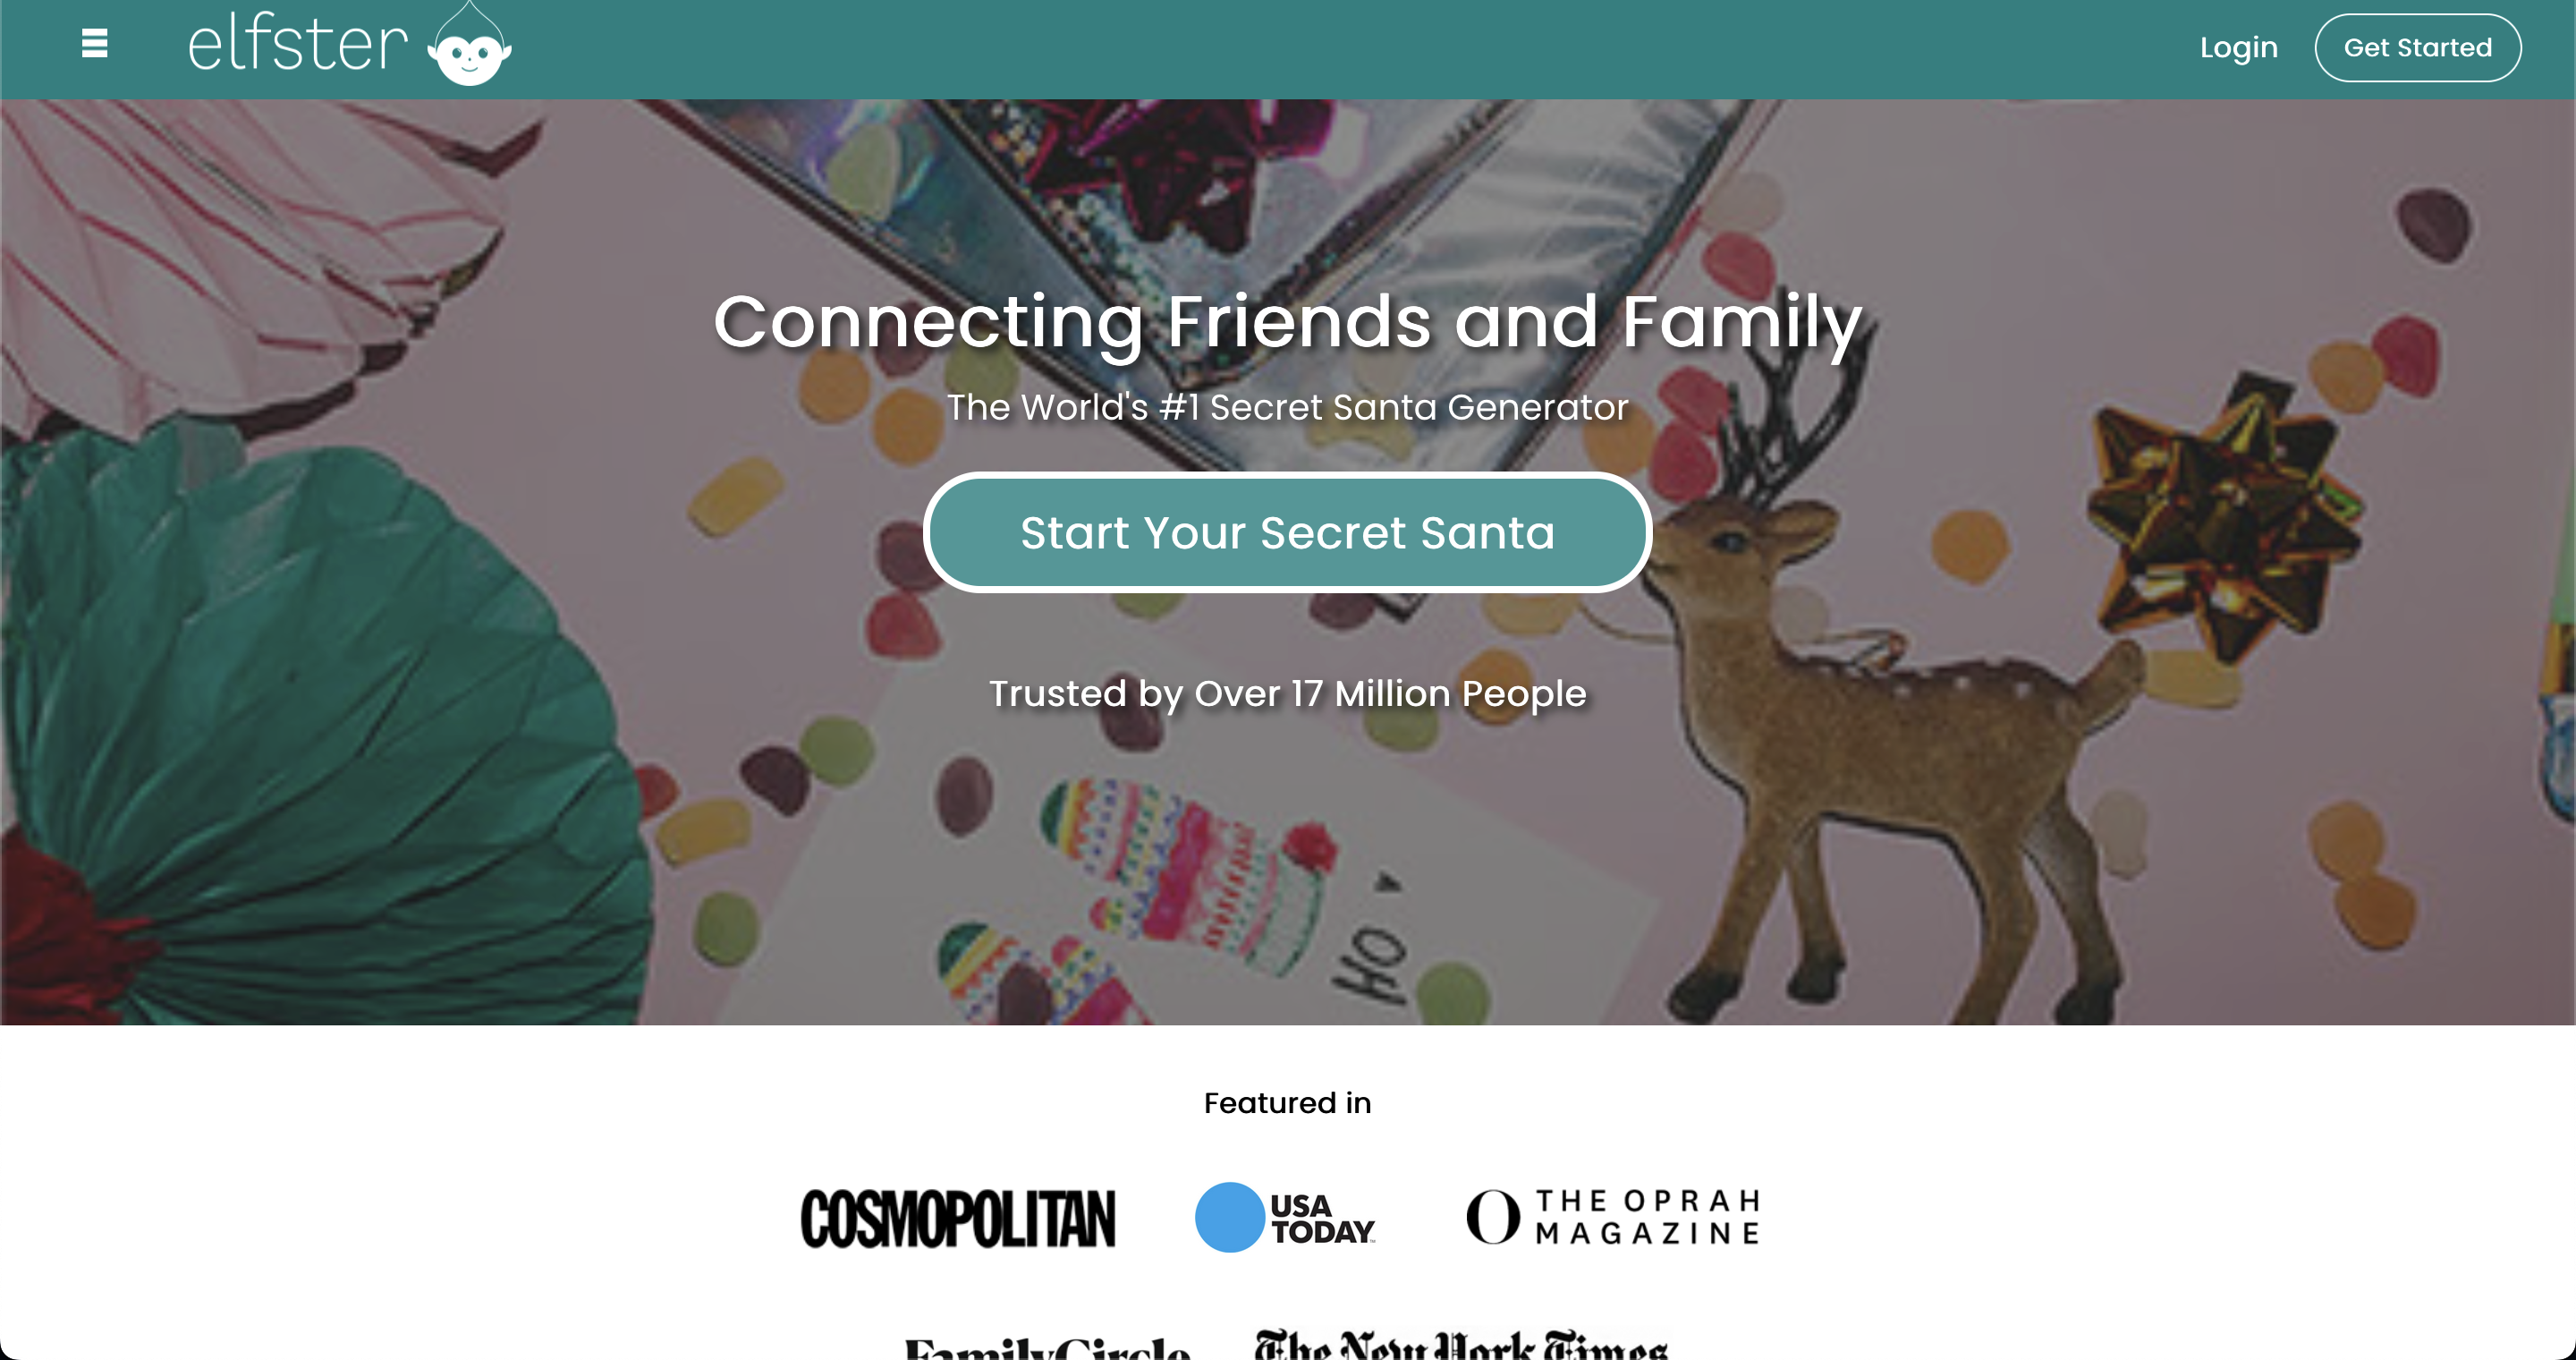 elfster
Login
Get Started
Connecting Friends and Family
The World's #1 Secret Santa Generator
Start Your Secret Santa
Trusted by Over 17 Million People
HO
Featured in
COSMOPOLITAN
USA
TODAY
O THE OPRAH
MAGAZINE
FamilyCircle
The New York Times